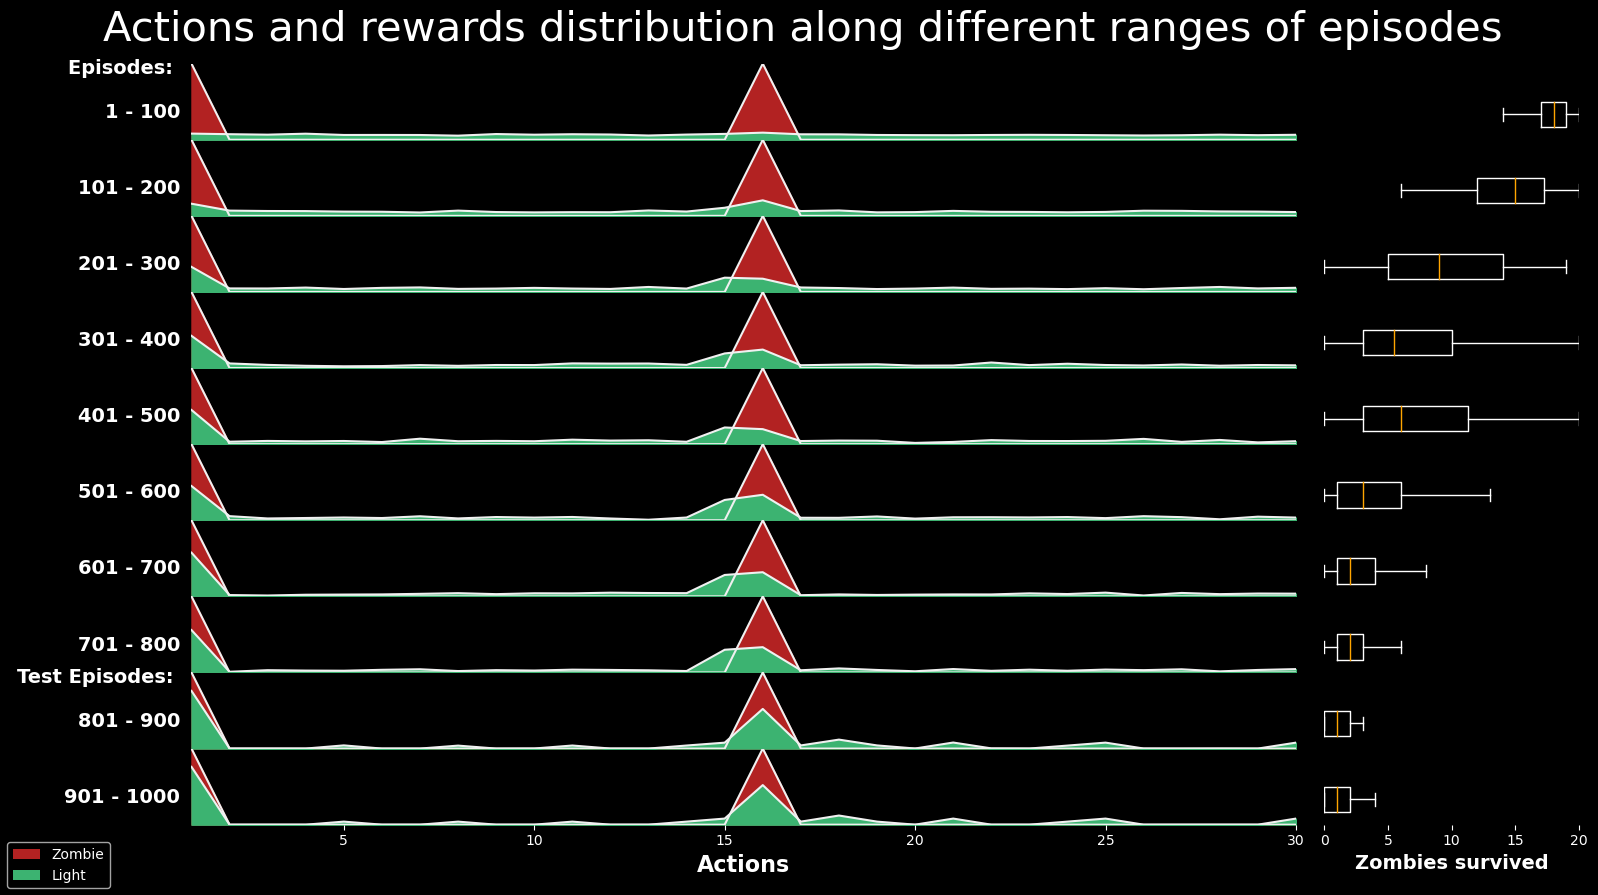 Actions and rewards distribution along different ranges of episodes
Episodes:
1 - 100
101 - 200
201 - 300
301 - 400
401 - 500
501 - 600
601 - 700
701 - 800
Test Episodes:
801 - 900
901 - 1000
5 10 15 20 25 30
Actions
0 5 10 15 20
Zombies survived
Zombie
Light